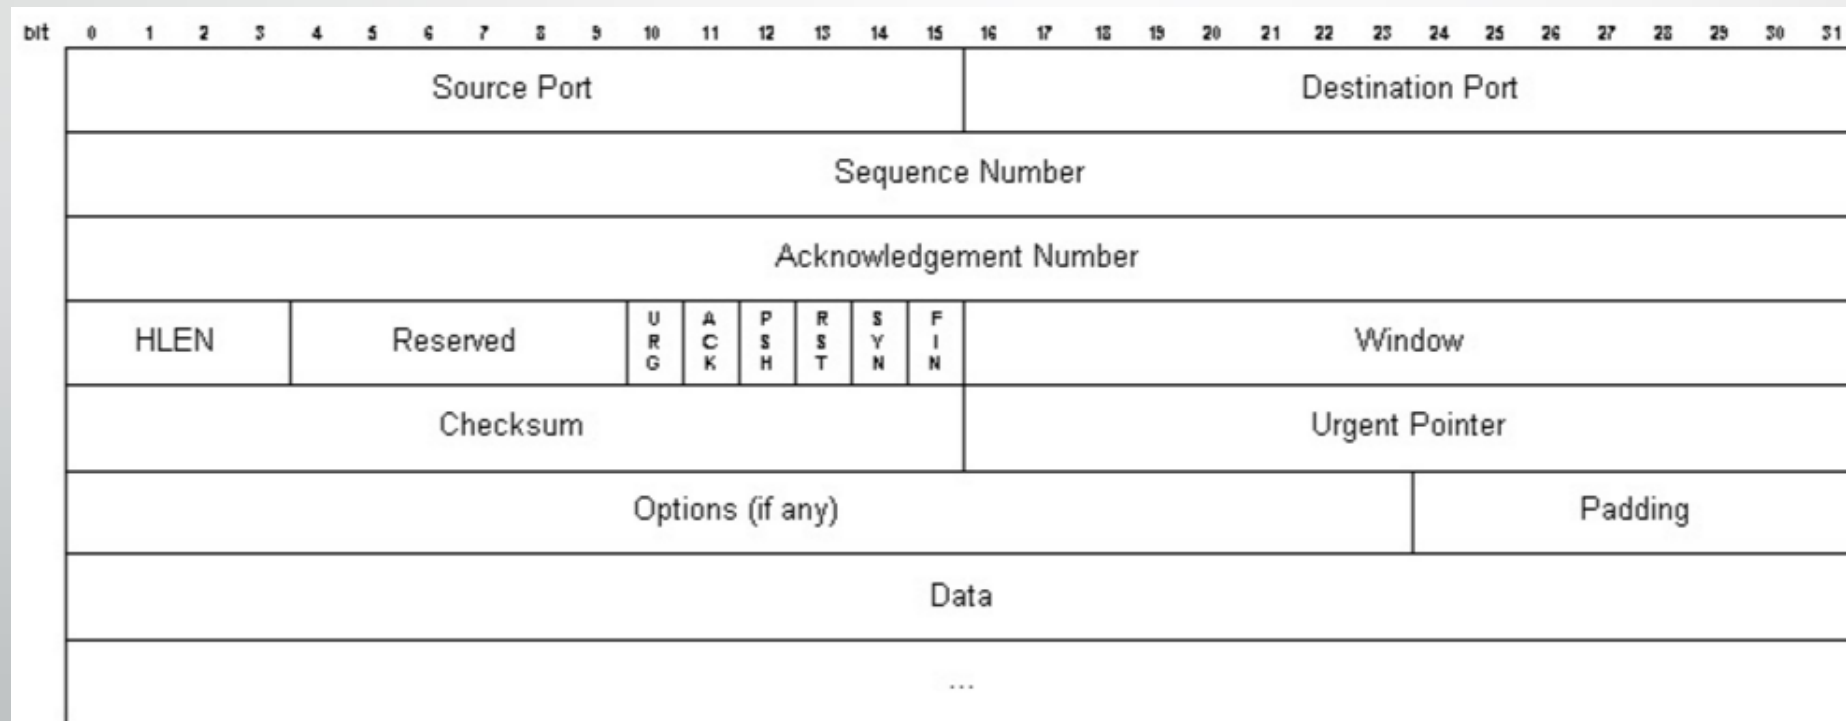 bit 0 1 2 3 4 5 6 7 8 9 10 11 12 13 14 15 16 17 18 19 20 21 22 23 24 25 26 27 28 29 30 31
Source Port Destination Port
Sequence Number
Acknowledgement Number
HLEN Reserved URG ACK PSH RST SYN FIN Window
Checksum Urgent Pointer
Options (if any) Padding
Data
...